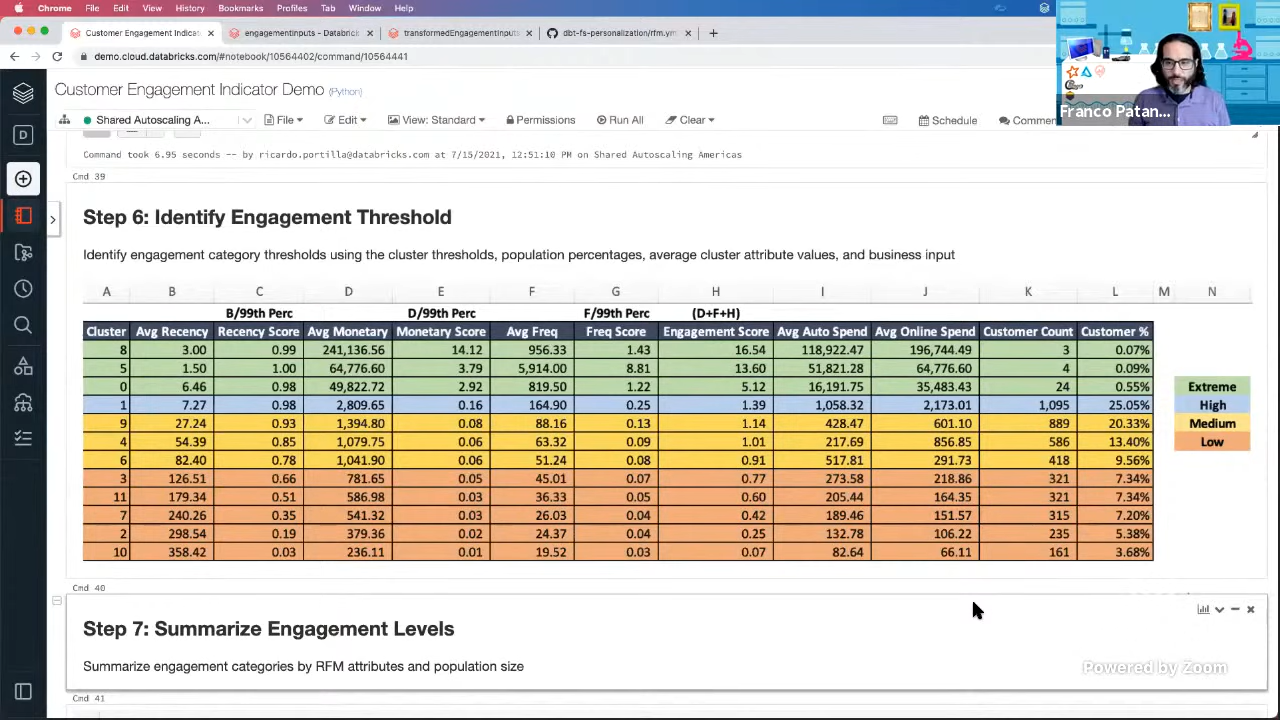 Chrome File Edit View History Bookmarks Profiles Tab Window Help
Customer Engagement Indicat
engagementInputs - Databrick
transformedEngagementInputs
dbt-fs-personalization/rfm.ym
demo.cloud.databricks.com/#notebook/10564402/command/10564441
Customer Engagement Indicator Demo (Python)
Shared Autoscaling A... File Edit View: Standard Permissions Run All Clear Schedule Commen
Franco Patan...
Command took 6.95 seconds -- by ricardo.portilla@databricks.com at 7/15/2021, 12:51:10 PM on Shared Autoscaling Americas
Cmd 39
Step 6: Identify Engagement Threshold
Identify engagement category thresholds using the cluster thresholds, population percentages, average cluster attribute values, and business input
A B C D E F G H I J K L M N
B/99th Perc D/99th Perc F/99th Perc (D+F+H)
Cluster Avg Recency Recency Score Avg Monetary Monetary Score Avg Freq Freq Score Engagement Score Avg Auto Spend Avg Online Spend Customer Count Customer %
8 3.00 0.99 241,136.56 14.12 956.33 1.43 16.54 118,922.47 196,744.49 3 0.07%
5 1.50 1.00 64,776.60 3.79 5,914.00 8.81 13.60 51,821.28 64,776.60 4 0.09%
0 6.46 0.98 49,822.72 2.92 819.50 1.22 5.12 16,191.75 35,483.43 24 0.55%
1 7.27 0.98 2,809.65 0.16 164.90 0.25 1.39 1,058.32 2,173.01 1,095 25.05%
9 27.24 0.93 1,394.80 0.08 88.16 0.13 1.14 428.47 601.10 889 20.33%
4 54.39 0.85 1,079.75 0.06 63.32 0.09 1.01 217.69 856.85 586 13.40%
6 82.40 0.78 1,041.90 0.06 51.24 0.08 0.91 517.81 291.73 418 9.56%
3 126.51 0.66 781.65 0.05 45.01 0.07 0.77 273.58 218.86 321 7.34%
11 179.34 0.51 586.98 0.03 36.33 0.05 0.60 205.44 164.35 321 7.34%
7 240.26 0.35 541.32 0.03 26.03 0.04 0.42 189.46 151.57 315 7.20%
2 298.54 0.19 379.36 0.02 24.37 0.04 0.25 132.78 106.22 235 5.38%
10 358.42 0.03 236.11 0.01 19.52 0.03 0.07 82.64 66.11 161 3.68%
Extreme
High
Medium
Low
Cmd 40
Step 7: Summarize Engagement Levels
Summarize engagement categories by RFM attributes and population size
Powered by Zoom
Cmd 41